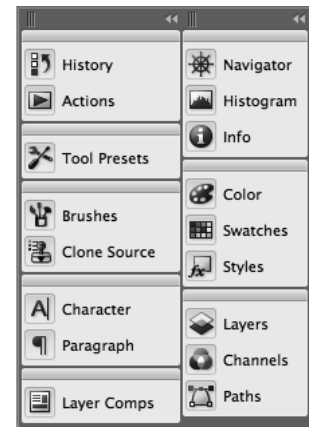 History
Actions
Tool Presets
Brushes
Clone Source
Character
Paragraph
Layer Comps
Navigator
Histogram
Info
Color
Swatches
Styles
Layers
Channels
Paths